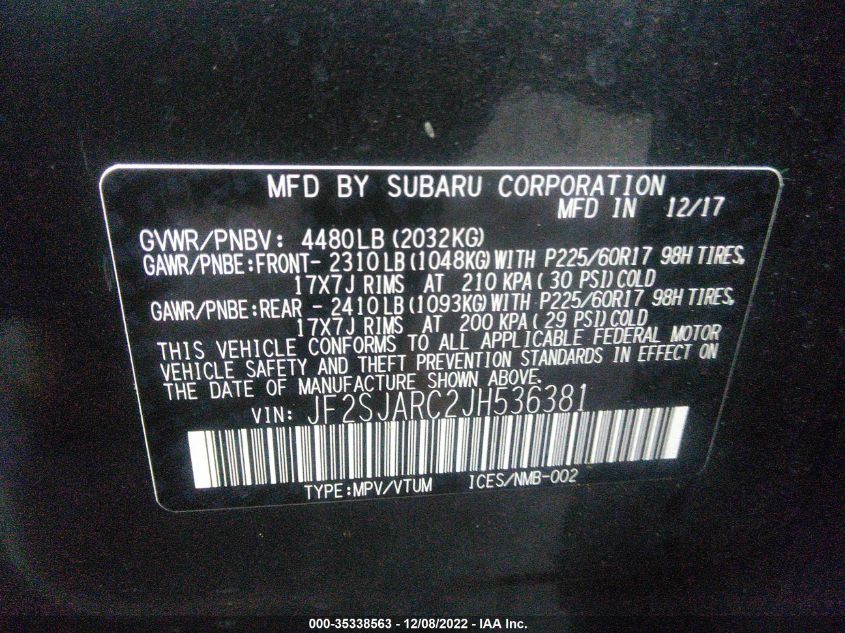 MFD BY SUBARU CORPORATION
MFD IN 12/17
GVWR/PNBV: 4480LB (2032KG)
GAWR/PNBE:FRONT- 2310LB (1048KG) WITH P225/60R17 98H TIRES,
17X7J RIMS AT 210 KPA ( 30 PSI) COLD
GAWR/PNBE:REAR - 2410LB (1093KG) WITH P225/60R17 98H TIRES,
17X7J RIMS AT 200 KPA ( 29 PSI) COLD
THIS VEHICLE CONFORMS TO ALL APPLICABLE FEDERAL MOTOR
VEHICLE SAFETY AND THEFT PREVENTION STANDARDS IN EFFECT ON
THE DATE OF MANUFACTURE SHOWN ABOVE.
VIN: JF2SJARC2JH536381
TYPE:MPV/VTUM ICES/NMB-002
000-35338563 - 12/08/2022 - IAA Inc.